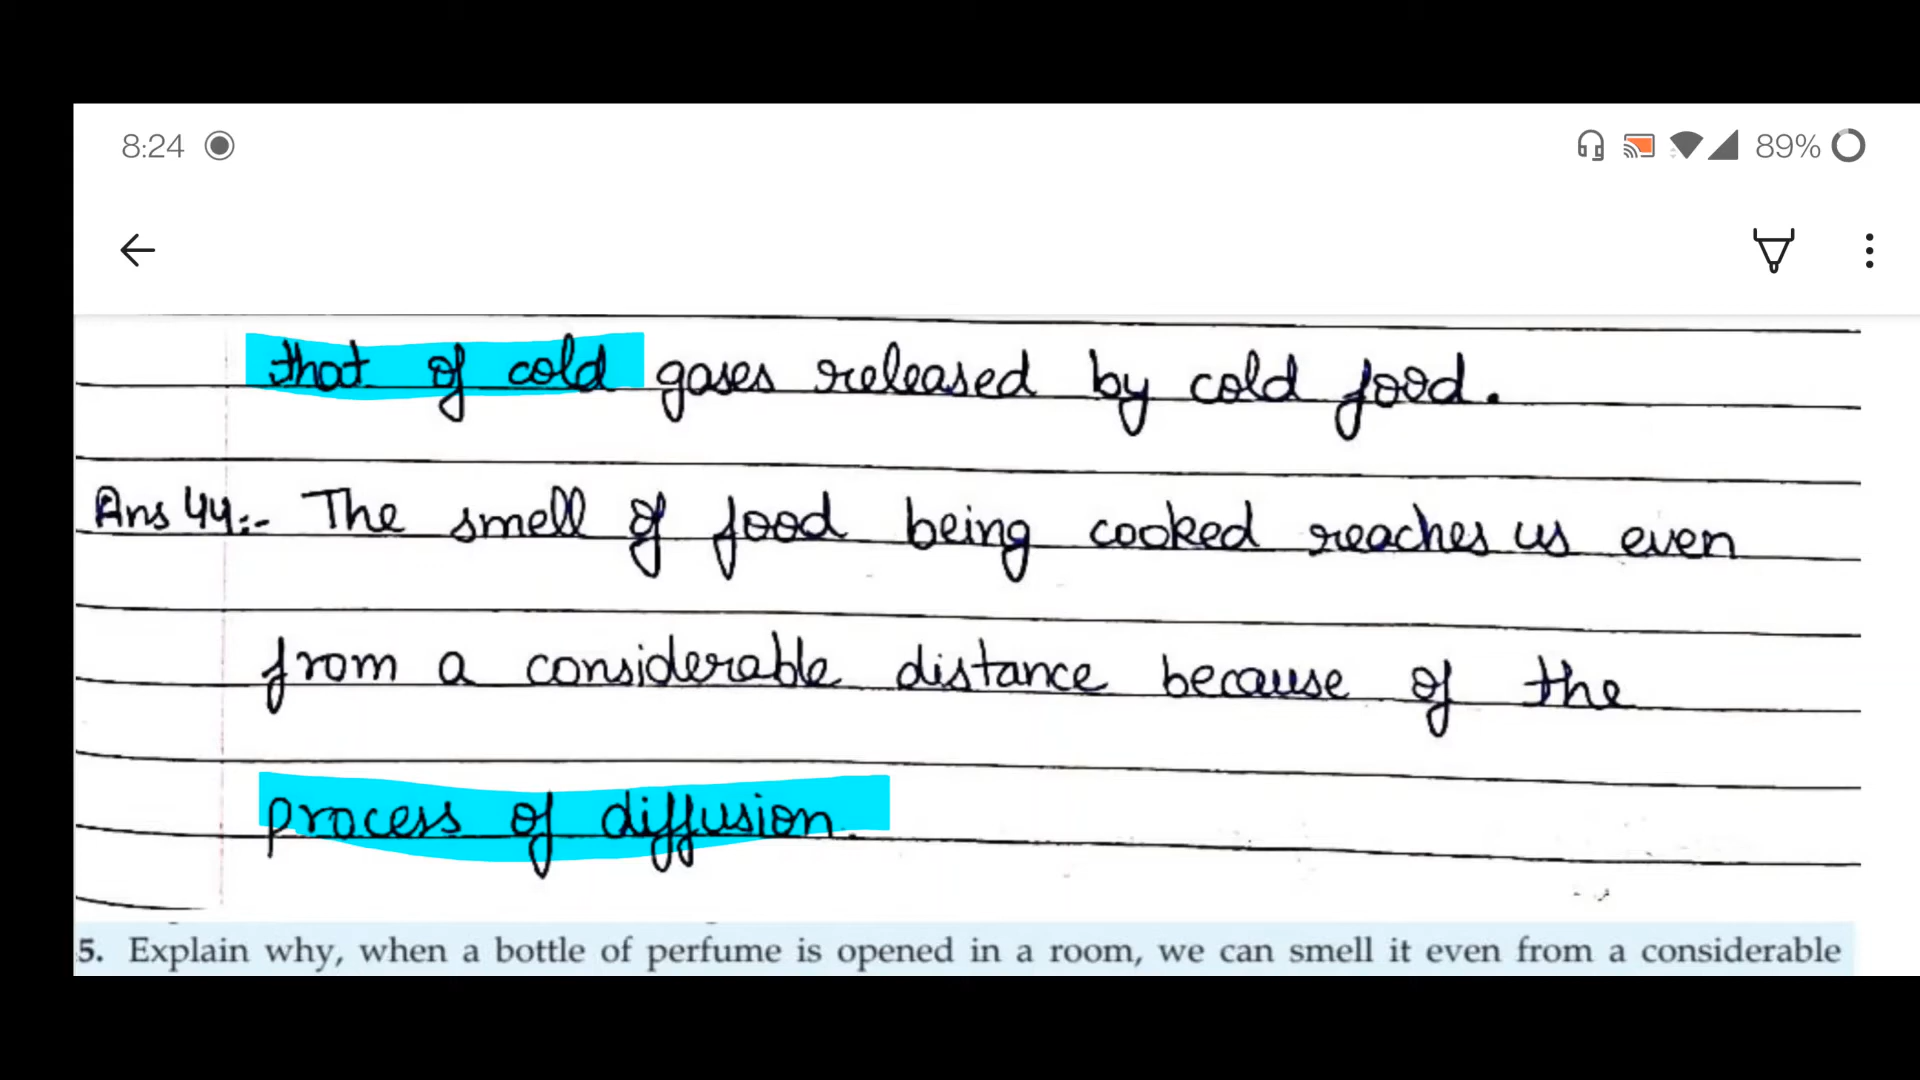 8:24 89%
that of cold gases released by cold food.
Ans 44:- The smell of food being cooked reaches us even
from a considerable distance because of the
process of diffusion.
5. Explain why, when a bottle of perfume is opened in a room, we can smell it even from a considerable